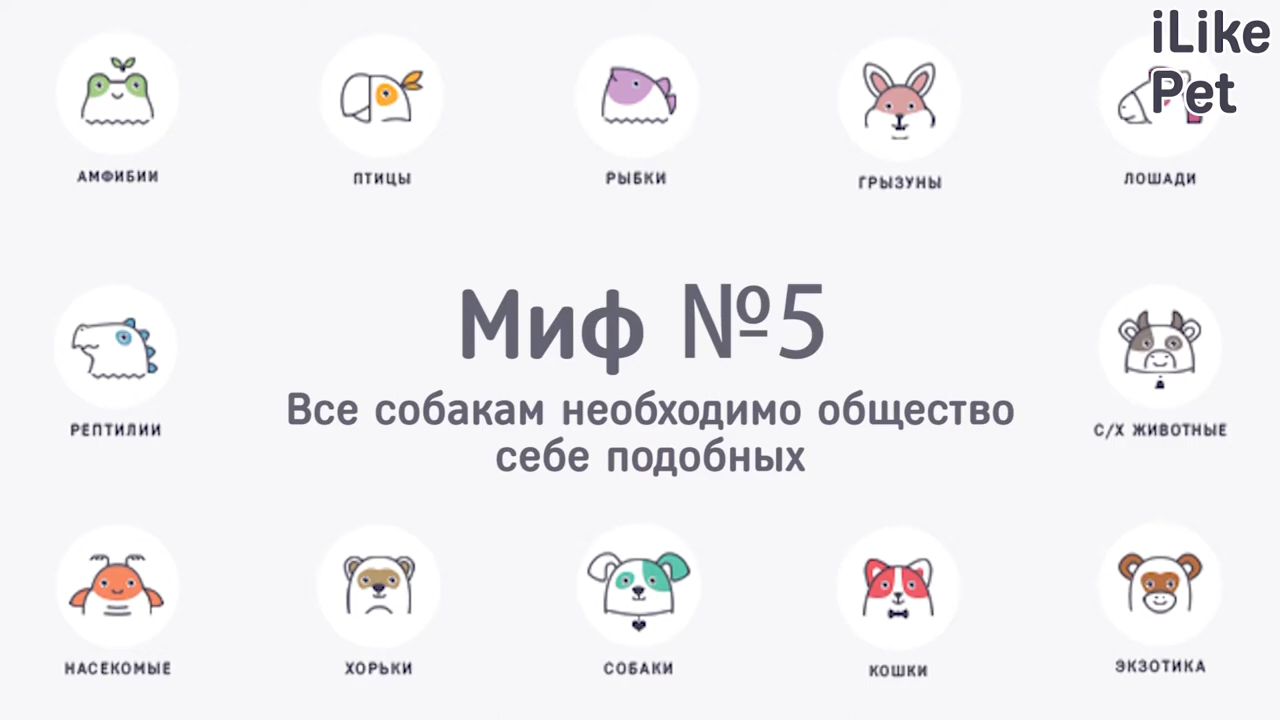 iLike
Pet
АМФИБИИ
ПТИЦЫ
РЫБКИ
ГРЫЗУНЫ
ЛОШАДИ
Миф №5
Все собакам необходимо общество
себе подобных
РЕПТИЛИИ
С/Х ЖИВОТНЫЕ
НАСЕКОМЫЕ
ХОРЬКИ
СОБАКИ
КОШКИ
ЭКЗОТИКА